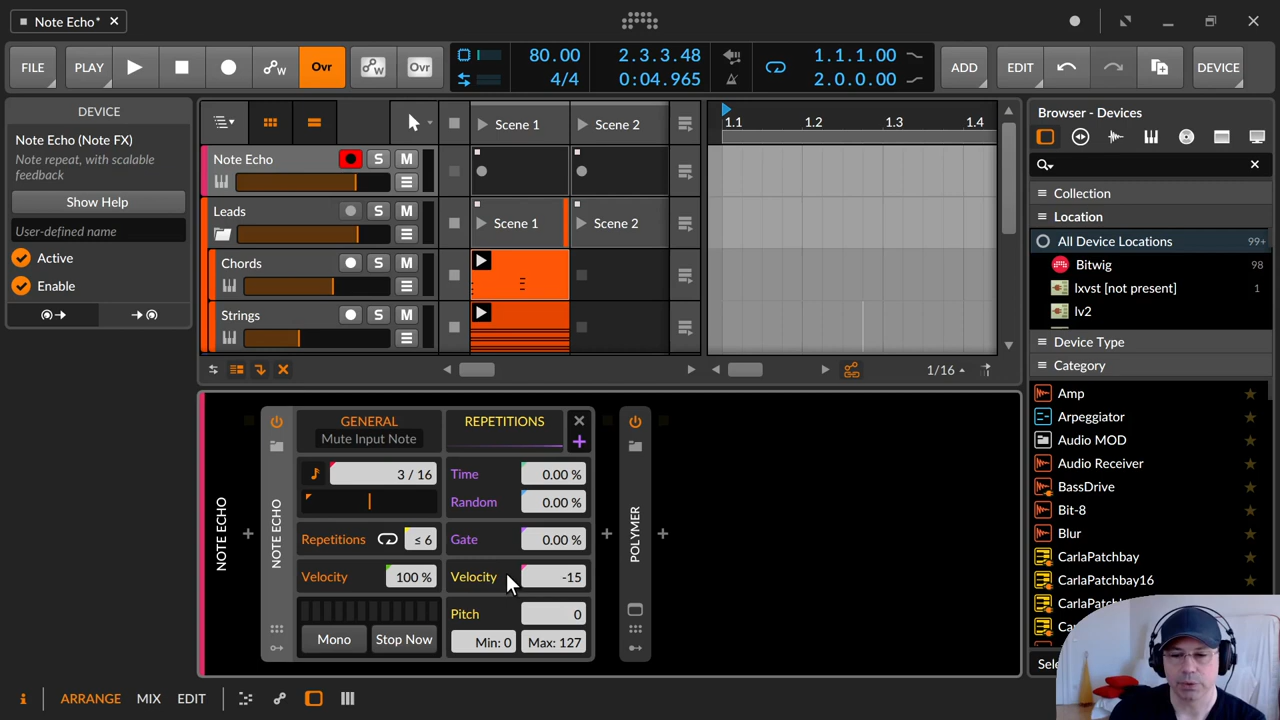 Note Echo*
FILE
PLAY
Ovr
Ovr
80.00
4/4
2.3.3.48
0:04.965
1.1.1.00
2.0.0.00
ADD
EDIT
DEVICE
DEVICE
Note Echo (Note FX)
Note repeat, with scalable
feedback
Show Help
User-defined name
Active
Enable
Scene 1
Scene 2
Note Echo
S
M
Leads
S
M
Scene 1
Scene 2
Chords
S
M
Strings
S
M
1.1
1.2
1.3
1.4
1/16
Browser - Devices
Collection
Location
All Device Locations
99+
Bitwig
98
lxvst [not present]
1
lv2
Device Type
Category
Amp
Arpeggiator
Audio MOD
Audio Receiver
BassDrive
Bit-8
Blur
CarlaPatchbay
CarlaPatchbay16
NOTE ECHO
NOTE ECHO
GENERAL
Mute Input Note
3 / 16
Repetitions
≤ 6
Velocity
100 %
Mono
Stop Now
REPETITIONS
Time
0.00 %
Random
0.00 %
Gate
0.00 %
Velocity
-15
Pitch
0
Min: 0
Max: 127
POLYMER
i
ARRANGE
MIX
EDIT